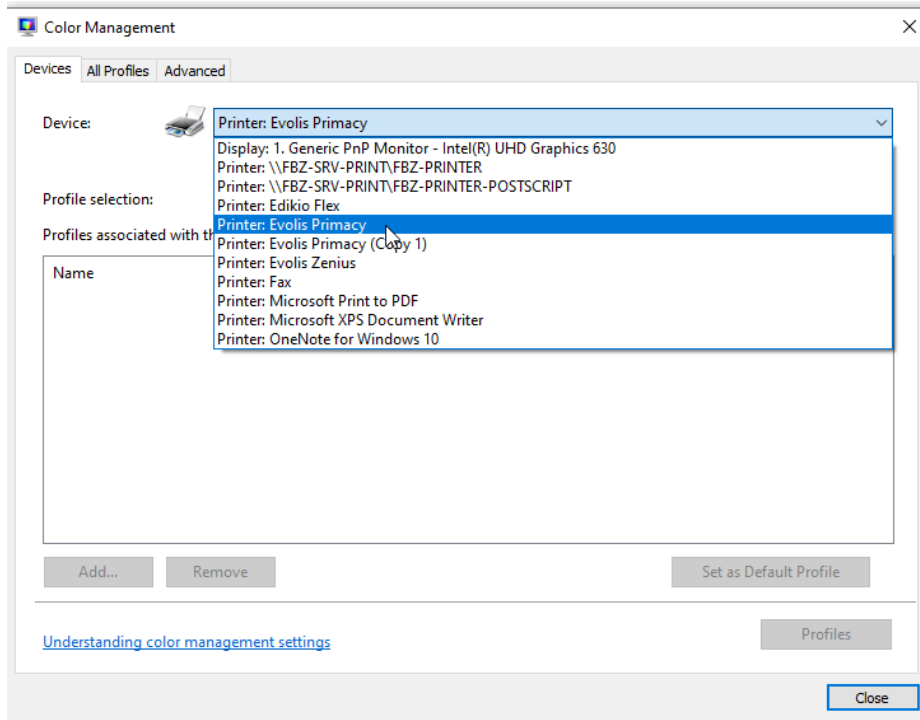 Color Management
Devices All Profiles Advanced
Device: Printer: Evolis Primacy
Display: 1. Generic PnP Monitor - Intel(R) UHD Graphics 630
Printer: \\FBZ-SRV-PRINT\FBZ-PRINTER
Printer: \\FBZ-SRV-PRINT\FBZ-PRINTER-POSTSCRIPT
Profile selection:
Printer: Edikio Flex
Printer: Evolis Primacy
Profiles associated with th
Printer: Evolis Primacy (Copy 1)
Printer: Evolis Zenius
Name
Printer: Fax
Printer: Microsoft Print to PDF
Printer: Microsoft XPS Document Writer
Printer: OneNote for Windows 10
Add... Remove Set as Default Profile
Understanding color management settings Profiles
Close